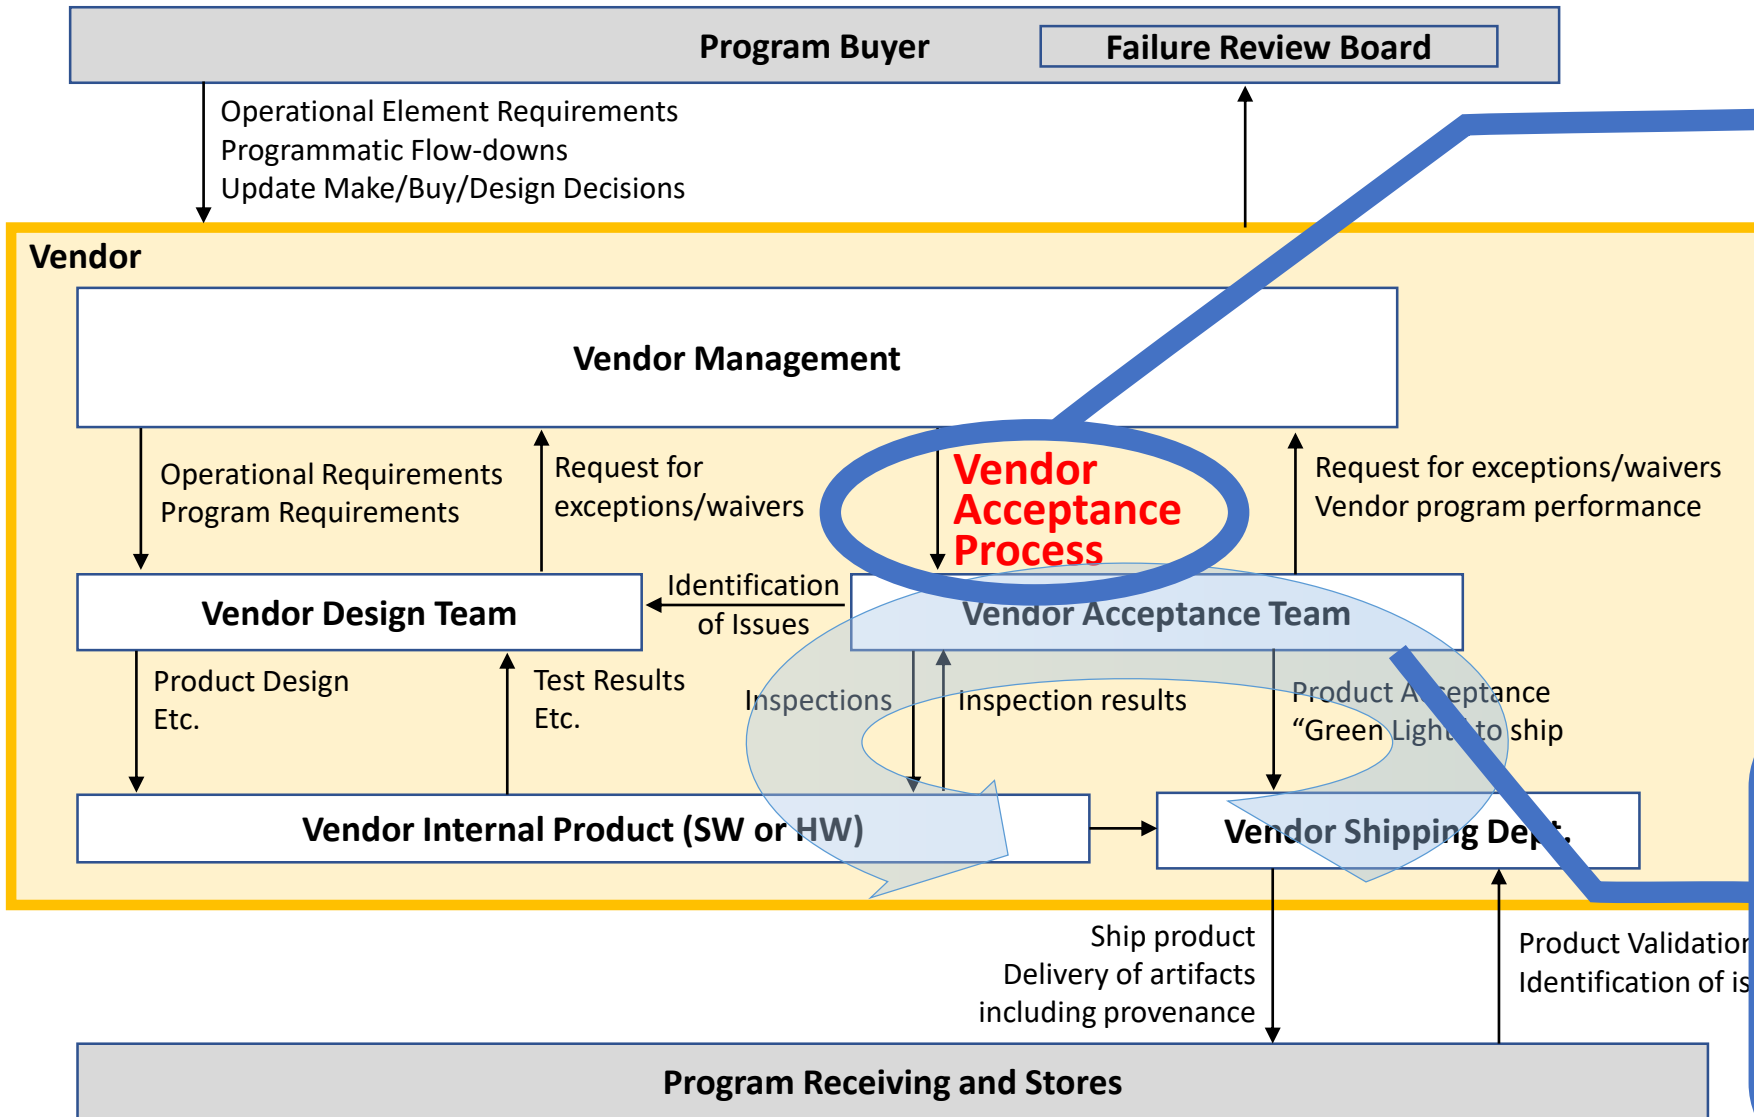 Program Buyer
Failure Review Board
Operational Element Requirements
Programmatic Flow-downs
Update Make/Buy/Design Decisions
Vendor
Vendor Management
Operational Requirements
Program Requirements
Request for
exceptions/waivers
Vendor
Acceptance
Process
Request for exceptions/waivers
Vendor program performance
Vendor Design Team
Identification
of Issues
Vendor Acceptance Team
Product Design
Etc.
Test Results
Etc.
Inspections
Inspection results
Product Acceptance
“Green Light” to ship
Vendor Internal Product (SW or HW)
Vendor Shipping Dept.
Ship product
Delivery of artifacts
including provenance
Product Validation
Identification of
Program Receiving and Stores